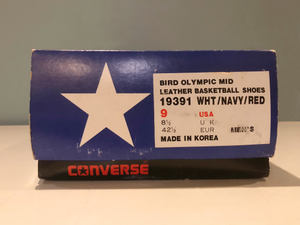 BIRD OLYMPIC MID
LEATHER BASKETBALL SHOES
19391 WHT/NAVY/RED
9 USA
8½ U K
42½ EUR MEN'S
MADE IN KOREA
CONVERSE